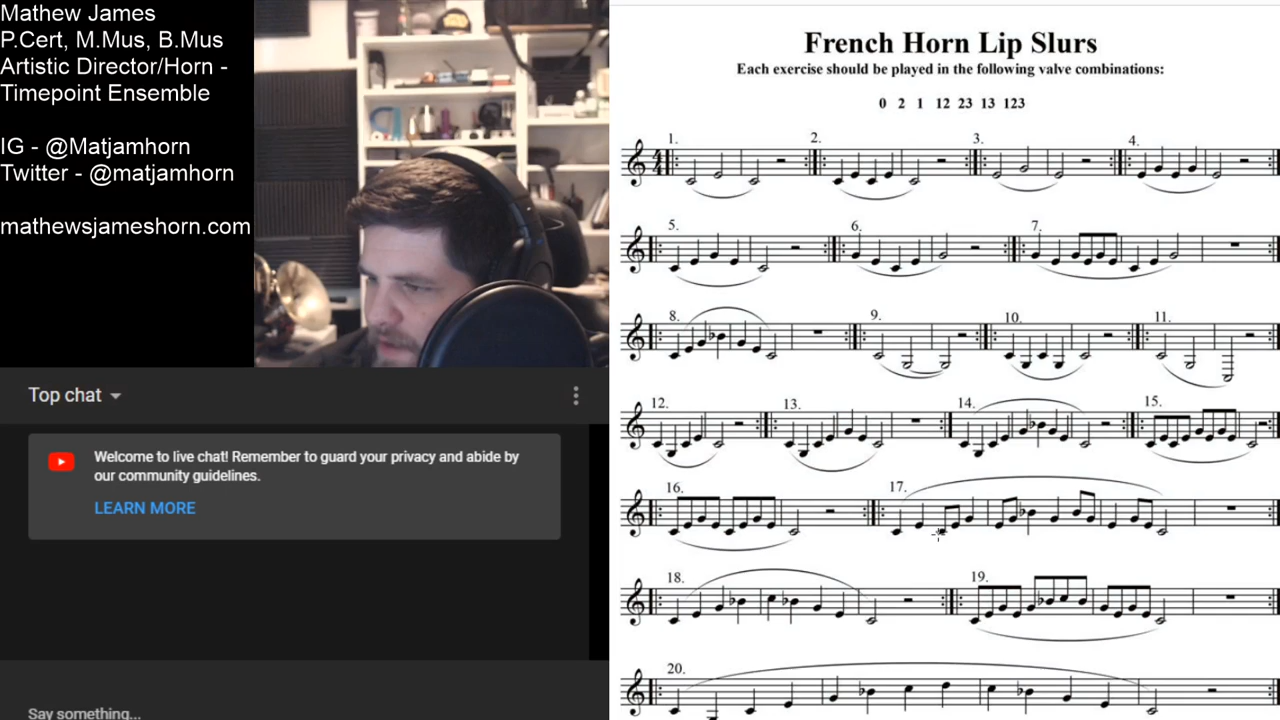 Mathew James
P.Cert, M.Mus, B.Mus
Artistic Director/Horn -
Timepoint Ensemble
IG - @Matjamhorn
Twitter - @matjamhorn
mathewsjameshorn.com
Top chat
Welcome to live chat! Remember to guard your privacy and abide by
our community guidelines.
LEARN MORE
Say something...
French Horn Lip Slurs
Each exercise should be played in the following valve combinations:
0 2 1 12 23 13 123
1. 2. 3. 4.
5. 6. 7.
8. 9. 10. 11.
12. 13. 14. 15.
16. 17.
18. 19.
20.